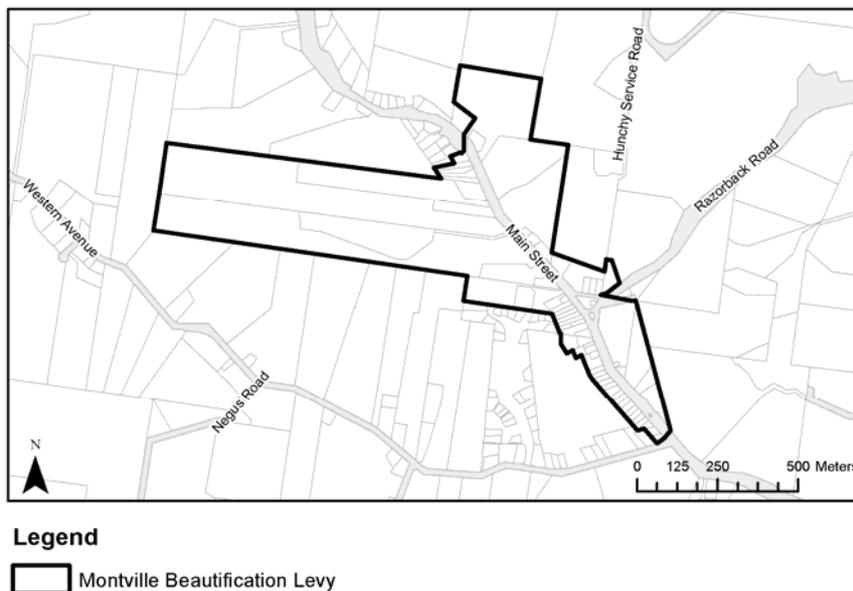 Hunchy Service Road
Razorback Road
Western Avenue
Main Street
Negus Road
N
0 125 250 500 Meters
Legend
Montville Beautification Levy